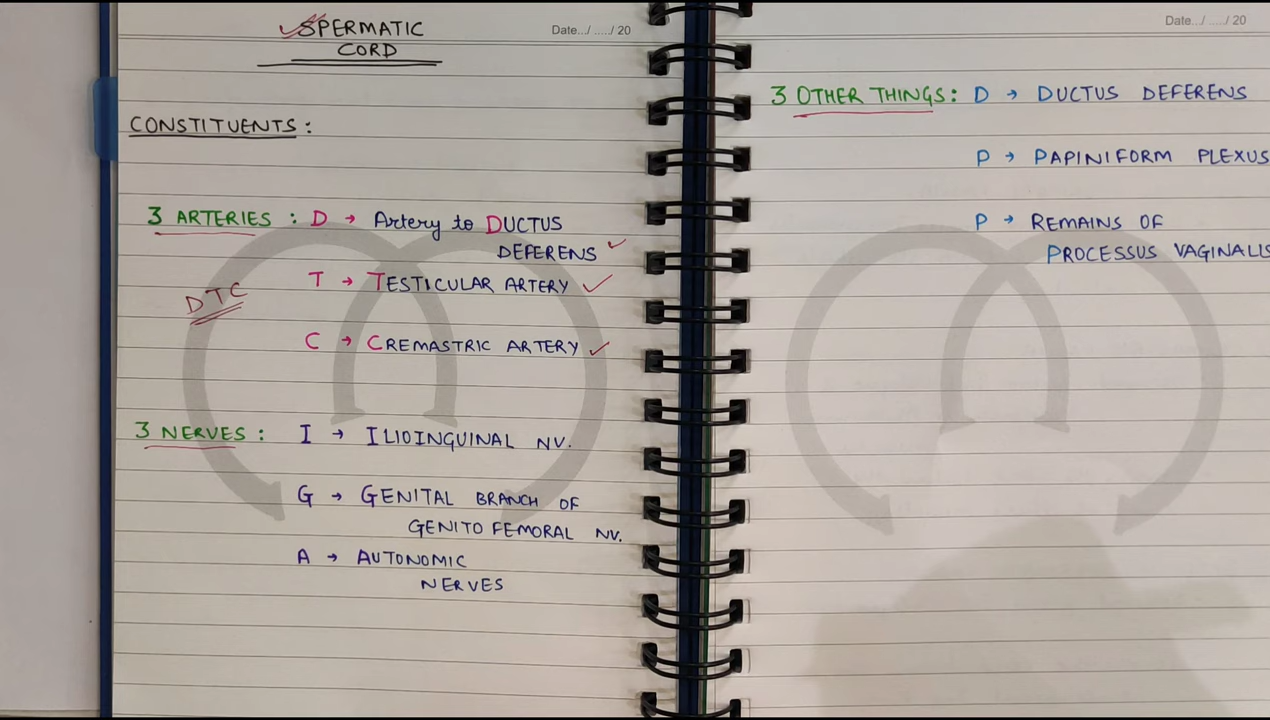 SPERMATIC
CORD
Date.../ ...../ 20
CONSTITUENTS :
3 ARTERIES : D → Artery to DUCTUS
DEFERENS
T → TESTICULAR ARTERY
DTC
C → CREMASTRIC ARTERY
3 NERVES : I → ILIOINGUINAL NV.
G → GENITAL BRANCH OF
GENITO FEMORAL NV.
A → AUTONOMIC
NERVES
Date.../ ...../ 20
3 OTHER THINGS : D → DUCTUS DEFERENS
P → PAPINIFORM PLEXUS
P → REMAINS OF
PROCESSUS VAGINALIS